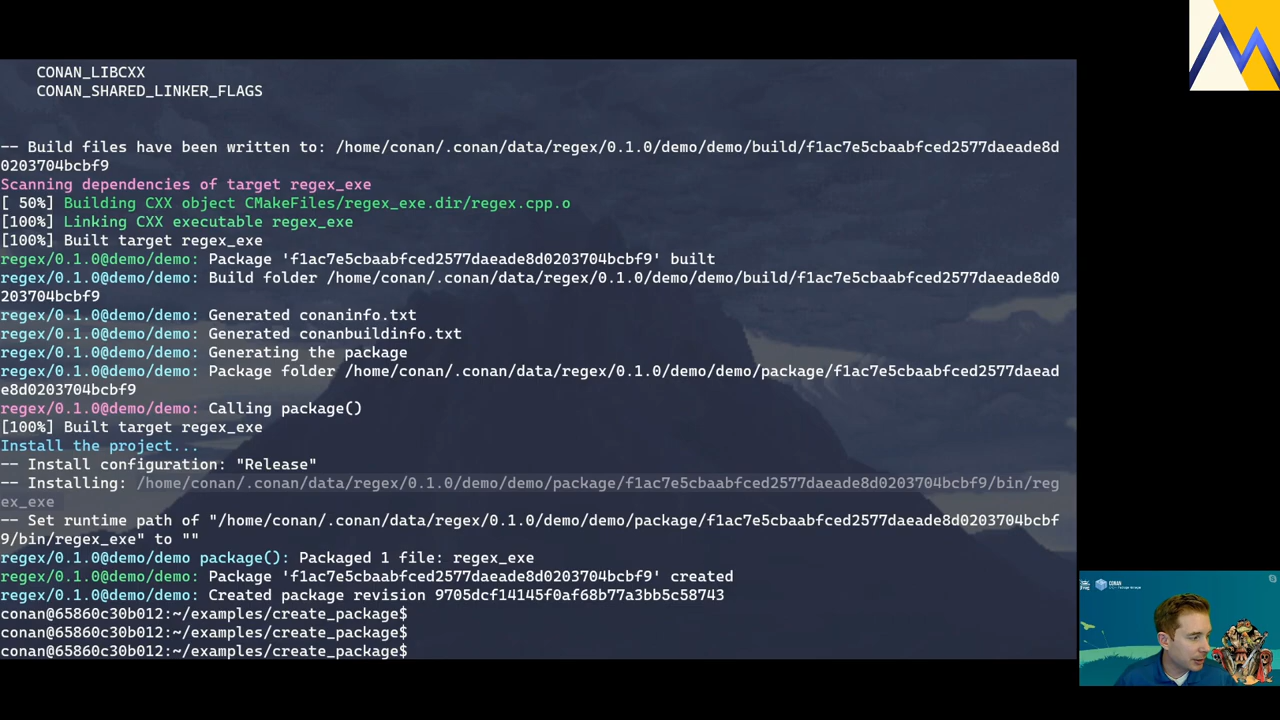 CONAN_LIBCXX
CONAN_SHARED_LINKER_FLAGS
-- Build files have been written to: /home/conan/.conan/data/regex/0.1.0/demo/demo/build/f1ac7e5cbaabfced2577daeade8d
0203704bcbf9
Scanning dependencies of target regex_exe
[ 50%] Building CXX object CMakeFiles/regex_exe.dir/regex.cpp.o
[100%] Linking CXX executable regex_exe
[100%] Built target regex_exe
regex/0.1.0@demo/demo: Package 'f1ac7e5cbaabfced2577daeade8d0203704bcbf9' built
regex/0.1.0@demo/demo: Build folder /home/conan/.conan/data/regex/0.1.0/demo/demo/build/f1ac7e5cbaabfced2577daeade8d0
203704bcbf9
regex/0.1.0@demo/demo: Generated conaninfo.txt
regex/0.1.0@demo/demo: Generated conanbuildinfo.txt
regex/0.1.0@demo/demo: Generating the package
regex/0.1.0@demo/demo: Package folder /home/conan/.conan/data/regex/0.1.0/demo/demo/package/f1ac7e5cbaabfced2577daead
e8d0203704bcbf9
regex/0.1.0@demo/demo: Calling package()
[100%] Built target regex_exe
Install the project...
-- Install configuration: "Release"
-- Installing: /home/conan/.conan/data/regex/0.1.0/demo/demo/package/f1ac7e5cbaabfced2577daeade8d0203704bcbf9/bin/reg
ex_exe
-- Set runtime path of "/home/conan/.conan/data/regex/0.1.0/demo/demo/package/f1ac7e5cbaabfced2577daeade8d0203704bcbf
9/bin/regex_exe" to ""
regex/0.1.0@demo/demo package(): Packaged 1 file: regex_exe
regex/0.1.0@demo/demo: Package 'f1ac7e5cbaabfced2577daeade8d0203704bcbf9' created
regex/0.1.0@demo/demo: Created package revision 9705dcf14145f0af68b77a3bb5c58743
conan@65860c30b012:~/examples/create_package$
conan@65860c30b012:~/examples/create_package$
conan@65860c30b012:~/examples/create_package$
CONAN